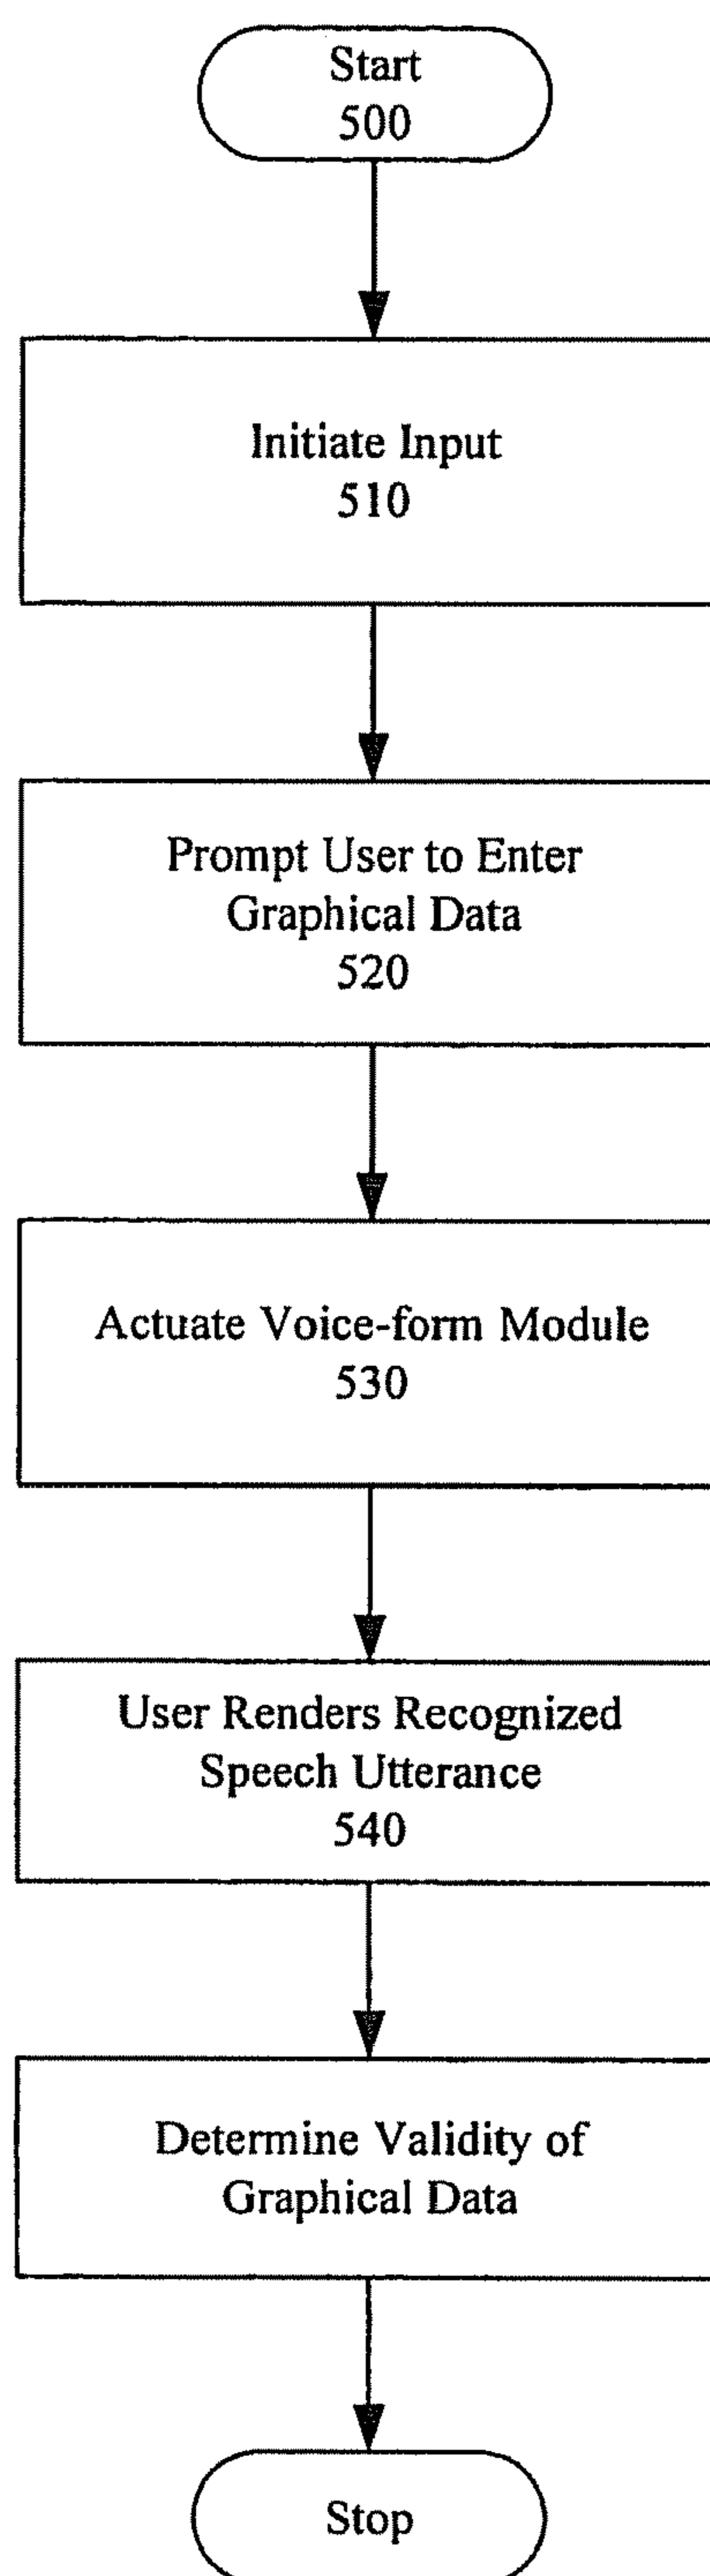 Start
500
Initiate Input
510
Prompt User to Enter
Graphical Data
520
Actuate Voice-form Module
530
User Renders Recognized
Speech Utterance
540
Determine Validity of
Graphical Data
Stop